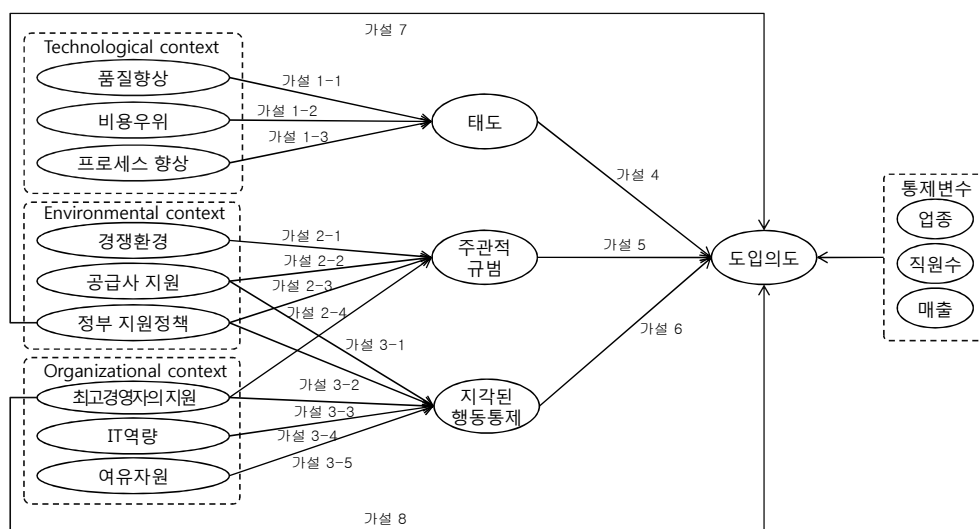 가설 7
Technological context
품질향상
비용우위
프로세스 향상
가설 1-1
가설 1-2
가설 1-3
태도
가설 4
Environmental context
경쟁환경
공급사 지원
정부 지원정책
가설 2-1
가설 2-2
가설 2-3
가설 2-4
주관적
규범
가설 5
도입의도
통제변수
업종
직원수
매출
가설 6
Organizational context
최고경영자의 지원
IT역량
여유자원
가설 3-1
가설 3-2
가설 3-3
가설 3-4
가설 3-5
지각된
행동통제
가설 8